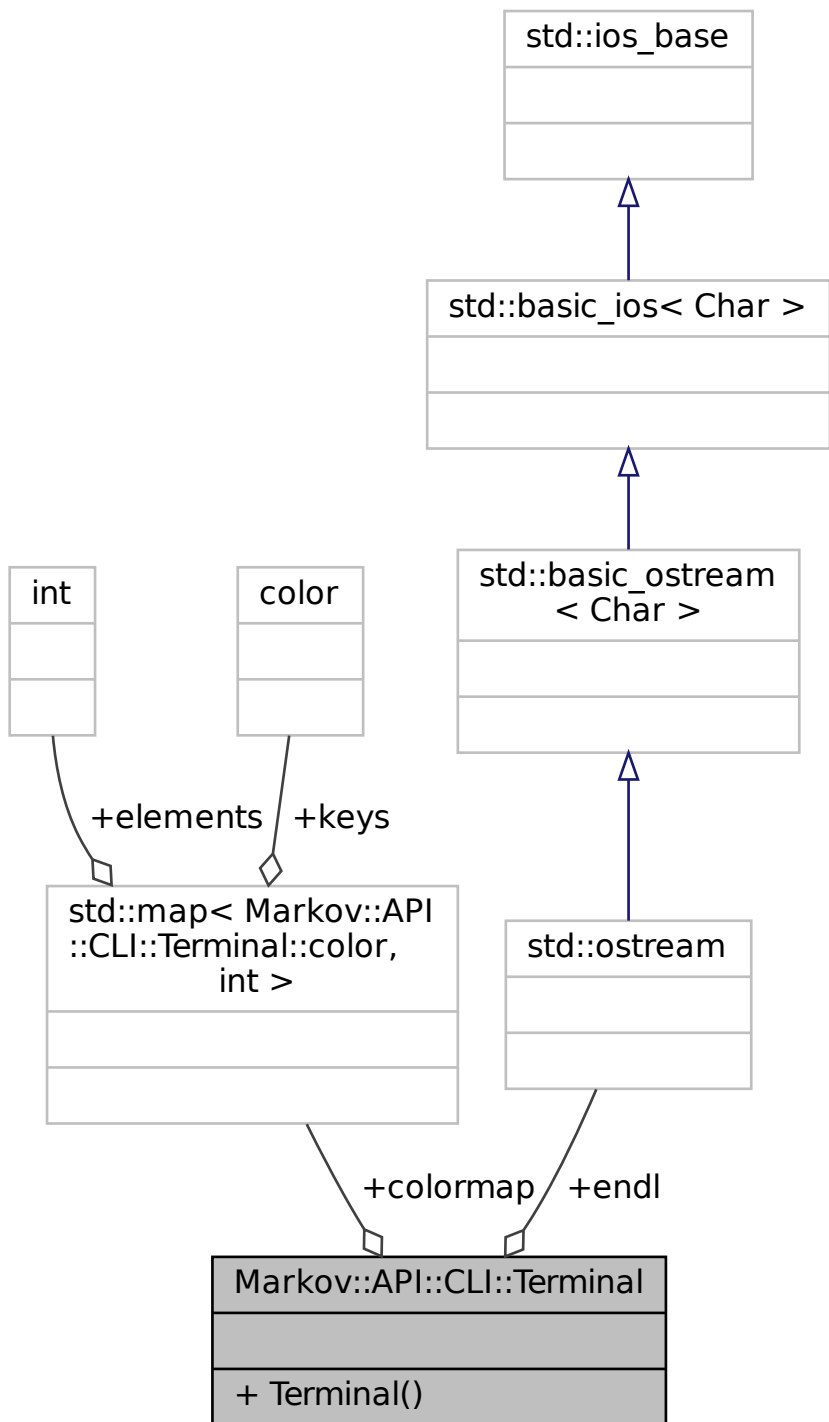 std::ios_base
std::basic_ios< Char >
std::basic_ostream
< Char >
int
color
+elements
+keys
std::map< Markov::API
::CLI::Terminal::color,
int >
std::ostream
+colormap
+endl
Markov::API::CLI::Terminal
+ Terminal()